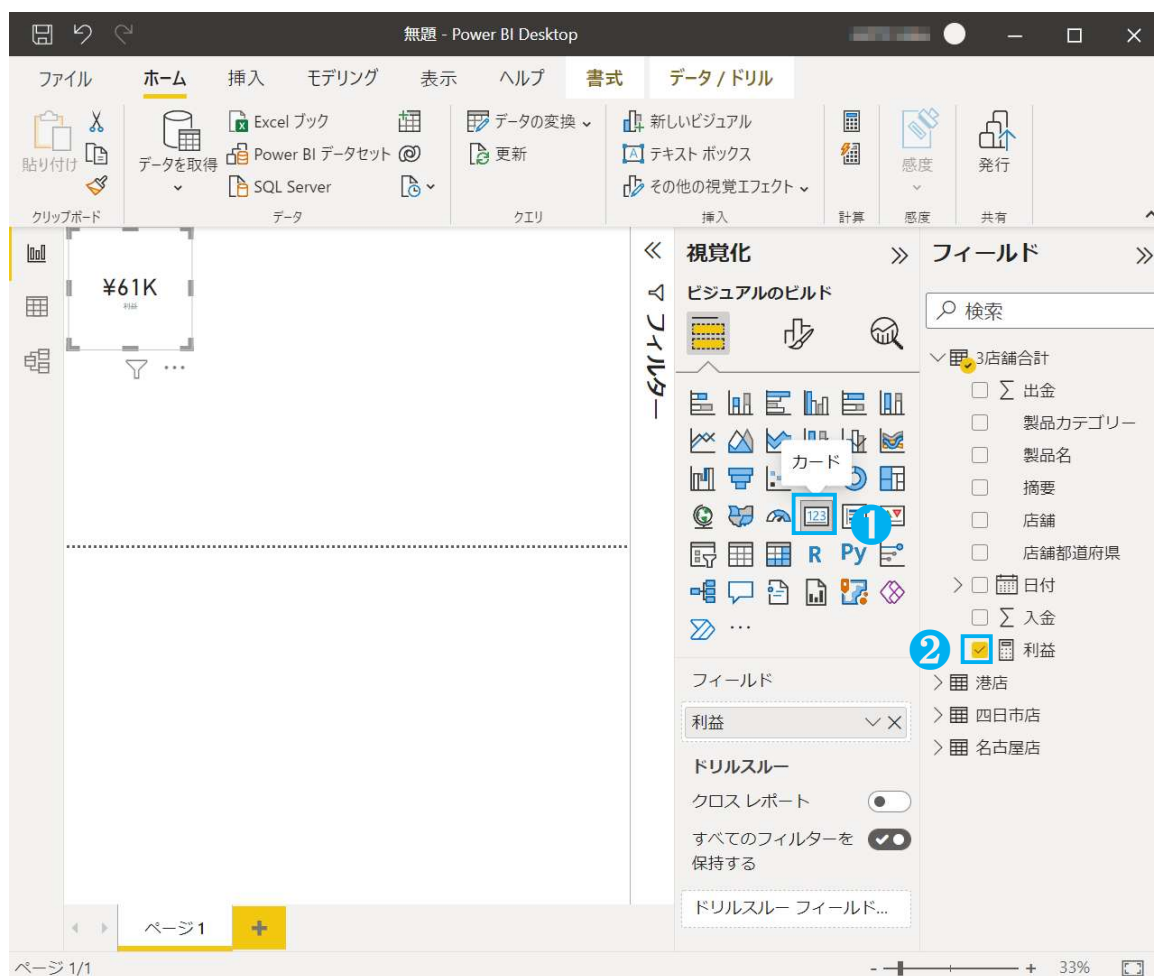 無題 - Power BI Desktop
ファイル ホーム 挿入 モデリング 表示 ヘルプ 書式 データ / ドリル
貼り付け
クリップボード
データを取得
Excel ブック
Power BI データセット
SQL Server
データ
データの変換
更新
クエリ
新しいビジュアル
テキスト ボックス
その他の視覚エフェクト
挿入
計算
感度
感度
発行
共有
¥61K
利益
フィルター
視覚化
ビジュアルのビルド
カード
123
1
R Py
フィールド
利益
ドリルスルー
クロス レポート
すべてのフィルターを
保持する
ドリルスルー フィールド...
フィールド
検索
3店舗合計
∑ 出金
製品カテゴリー
製品名
摘要
店舗
店舗都道府県
日付
∑ 入金
2
利益
港店
四日市店
名古屋店
ページ 1
ページ 1/1
- + 33%